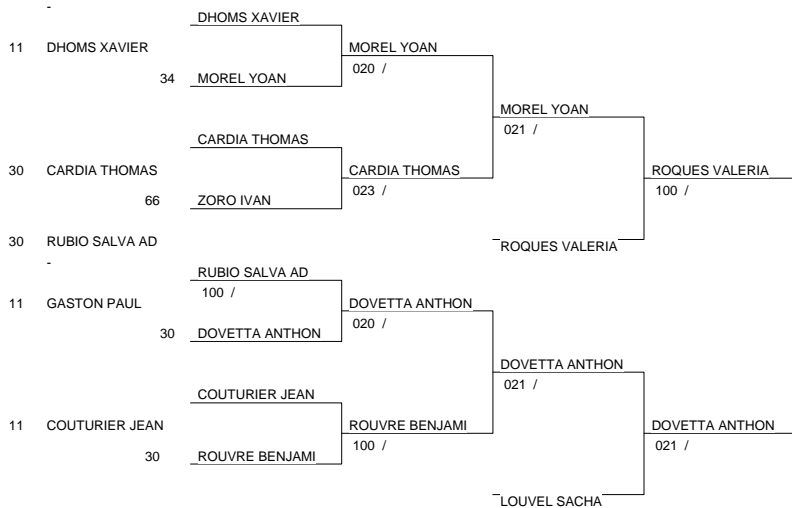 -
DHOMS XAVIER
11 DHOMS XAVIER MOREL YOAN
020 /
34 MOREL YOAN
MOREL YOAN
021 /
CARDIA THOMAS
30 CARDIA THOMAS CARDIA THOMAS ROQUES VALERIA
023 / 100 /
66 ZORO IVAN
30 RUBIO SALVA AD ROQUES VALERIA
-
RUBIO SALVA AD
100 /
11 GASTON PAUL DOVETTA ANTHON
020 /
30 DOVETTA ANTHON
DOVETTA ANTHON
021 /
COUTURIER JEAN
11 COUTURIER JEAN ROUVRE BENJAMI DOVETTA ANTHON
100 / 021 /
30 ROUVRE BENJAMI
LOUVEL SACHA